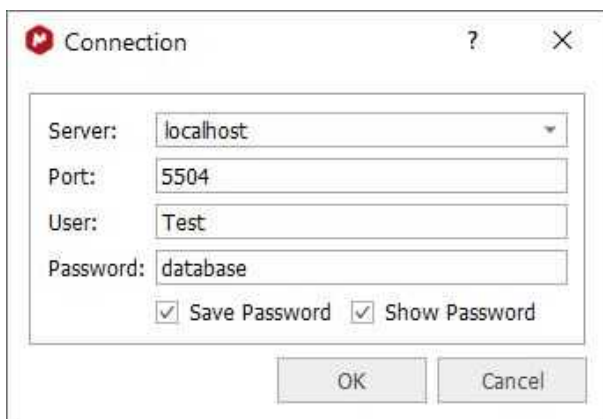 Connection ?
Server: localhost
Port: 5504
User: Test
Password: database
Save Password Show Password
OK Cancel